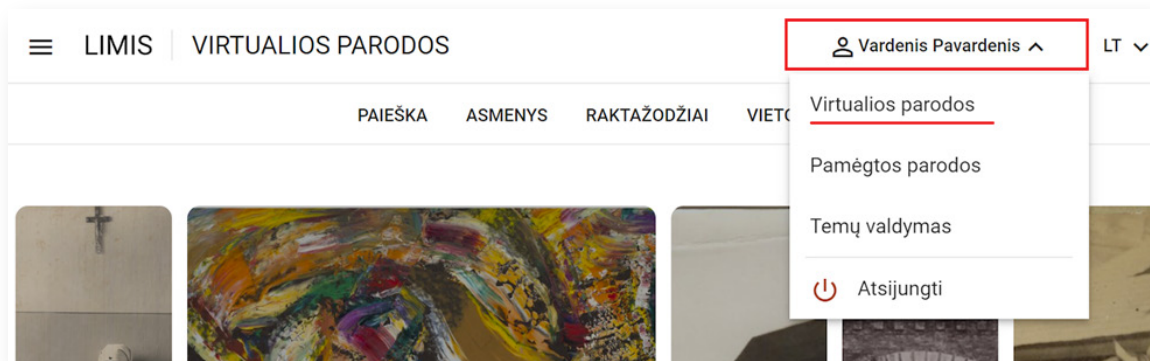 LIMIS VIRTUALIOS PARODOS Vardenis Pavardenis LT
PAIEŠKA ASMENYS RAKTAŽODŽIAI
Virtualios parodos
Pamėgtos parodos
Temų valdymas
Atsijungti